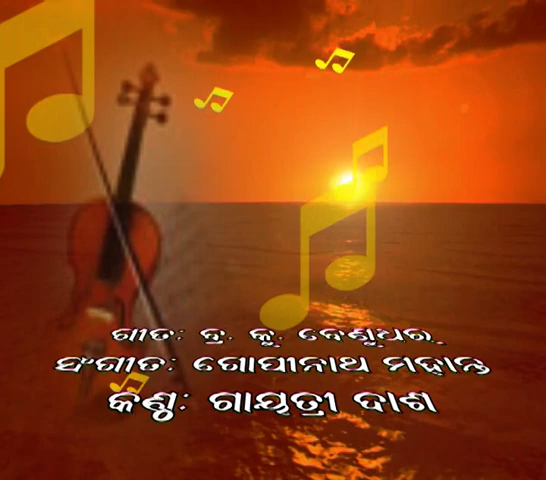 ଗୀତ: ବ୍ର. କୁ. ବେଣୁଧର
ସଂଗୀତ: ଗୋପୀନାଥ ମହାନ୍ତି
କଣ୍ଠ: ଗାୟତ୍ରୀ ଦାଶ